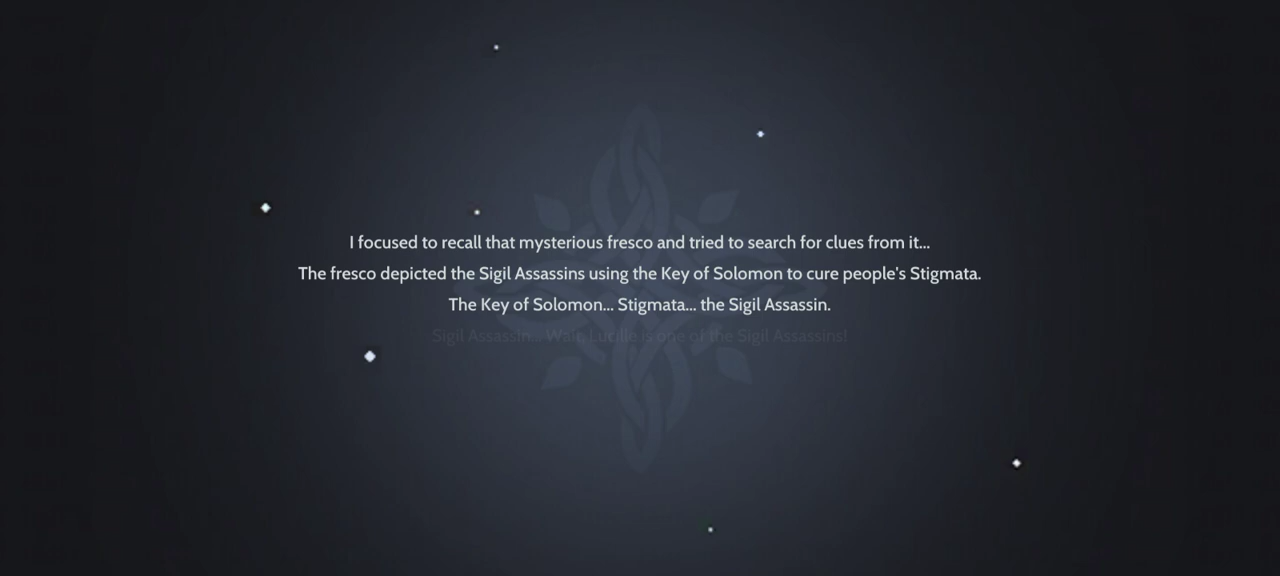 I focused to recall that mysterious fresco and tried to search for clues from it...
The fresco depicted the Sigil Assassins using the Key of Solomon to cure people's Stigmata.
The Key of Solomon... Stigmata... the Sigil Assassin.
Sigil Assassin... Wait, Lucille is one of the Sigil Assassins!